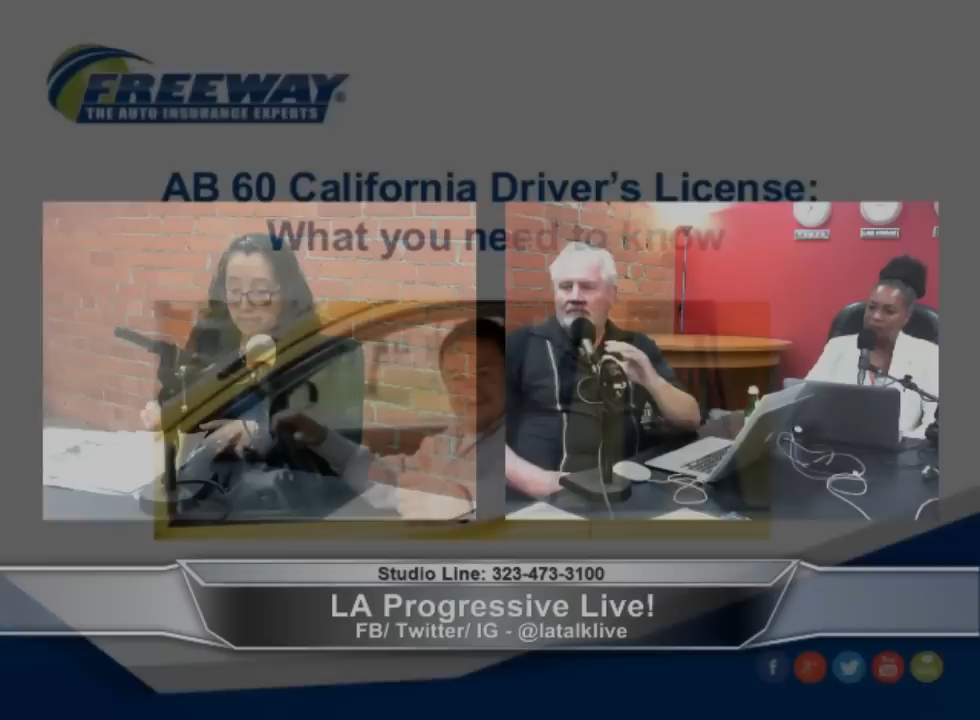 FREEWAY
THE AUTO INSURANCE EXPERTS
AB 60 California Driver's License:
What you need to know
Studio Line: 323-473-3100
LA Progressive Live!
FB/ Twitter/ IG - @latalklive